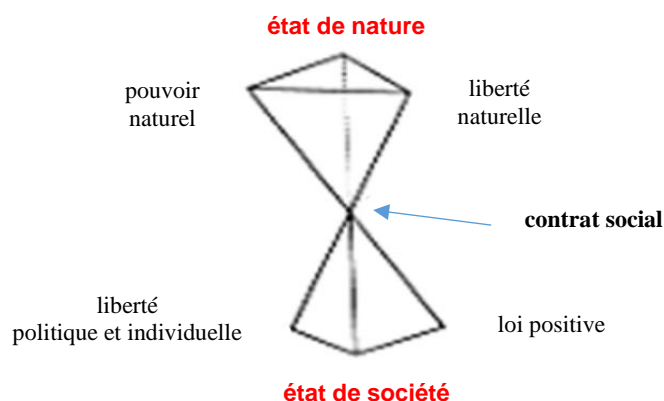 état de nature
pouvoir
naturel
liberté
naturelle
contrat social
liberté
politique et individuelle
loi positive
état de société